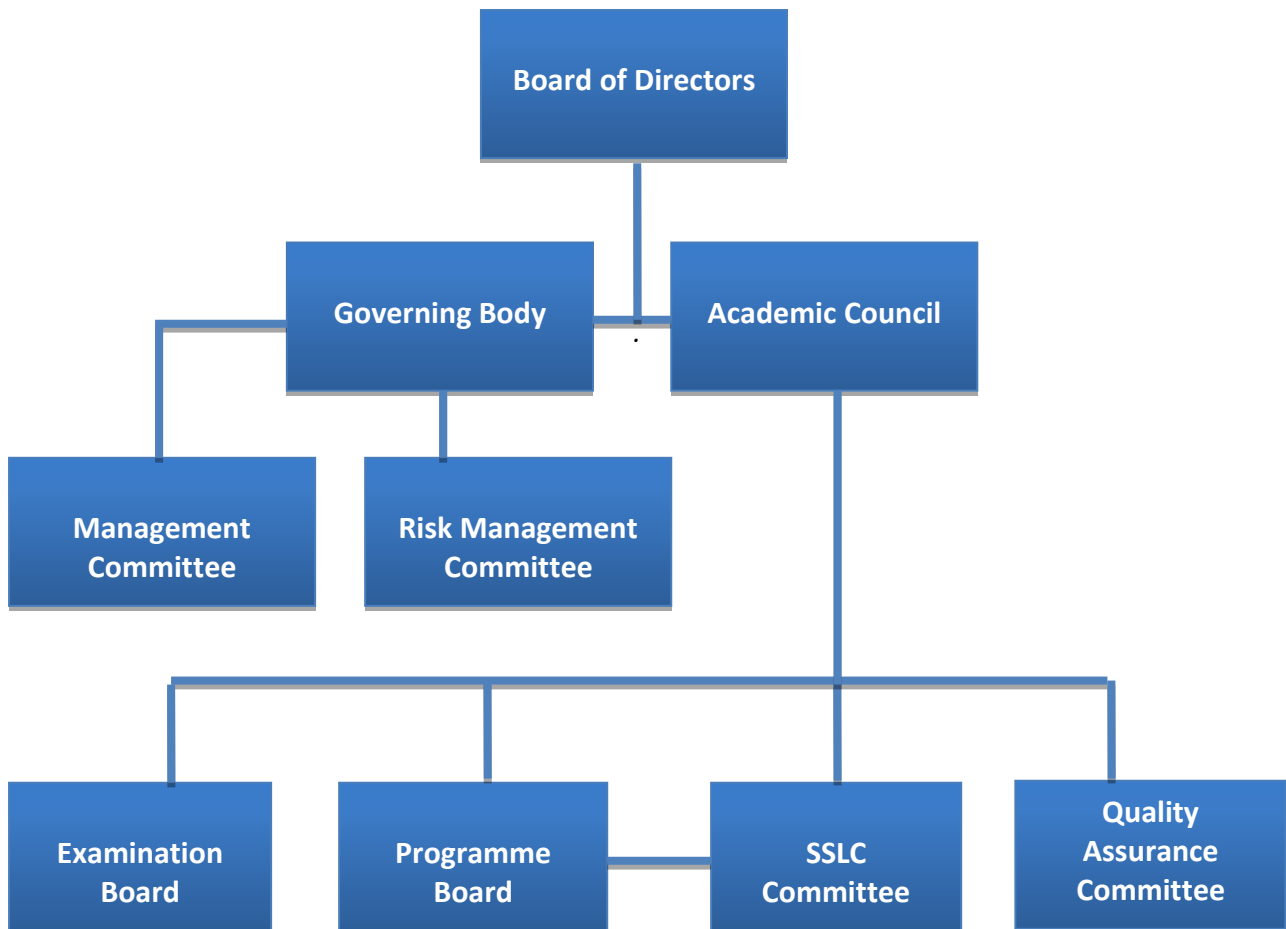 Board of Directors
Governing Body
Academic Council
.
Management
Committee
Risk Management
Committee
Examination
Board
Programme
Board
SSLC
Committee
Quality
Assurance
Committee